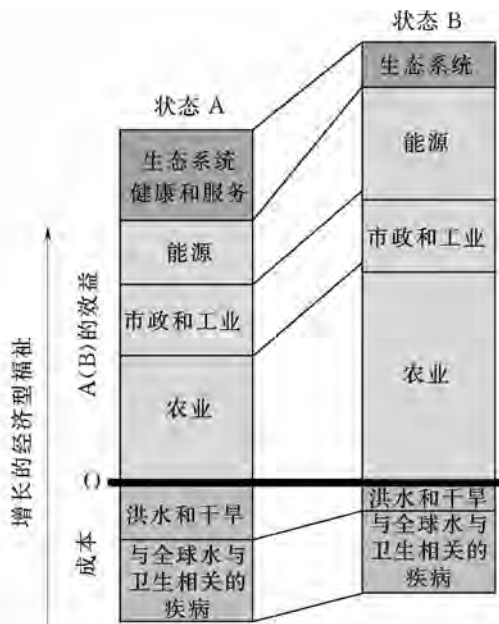 状态 B
生态系统
能源
市政和工业
农业
洪水和干旱
与全球水与
卫生相关的
疾病
状态 A
生态系统
健康和服务
能源
市政和工业
农业
洪水和干旱
与全球水与
卫生相关的
疾病
A(B)的效益
O
成本
增长的经济型福祉